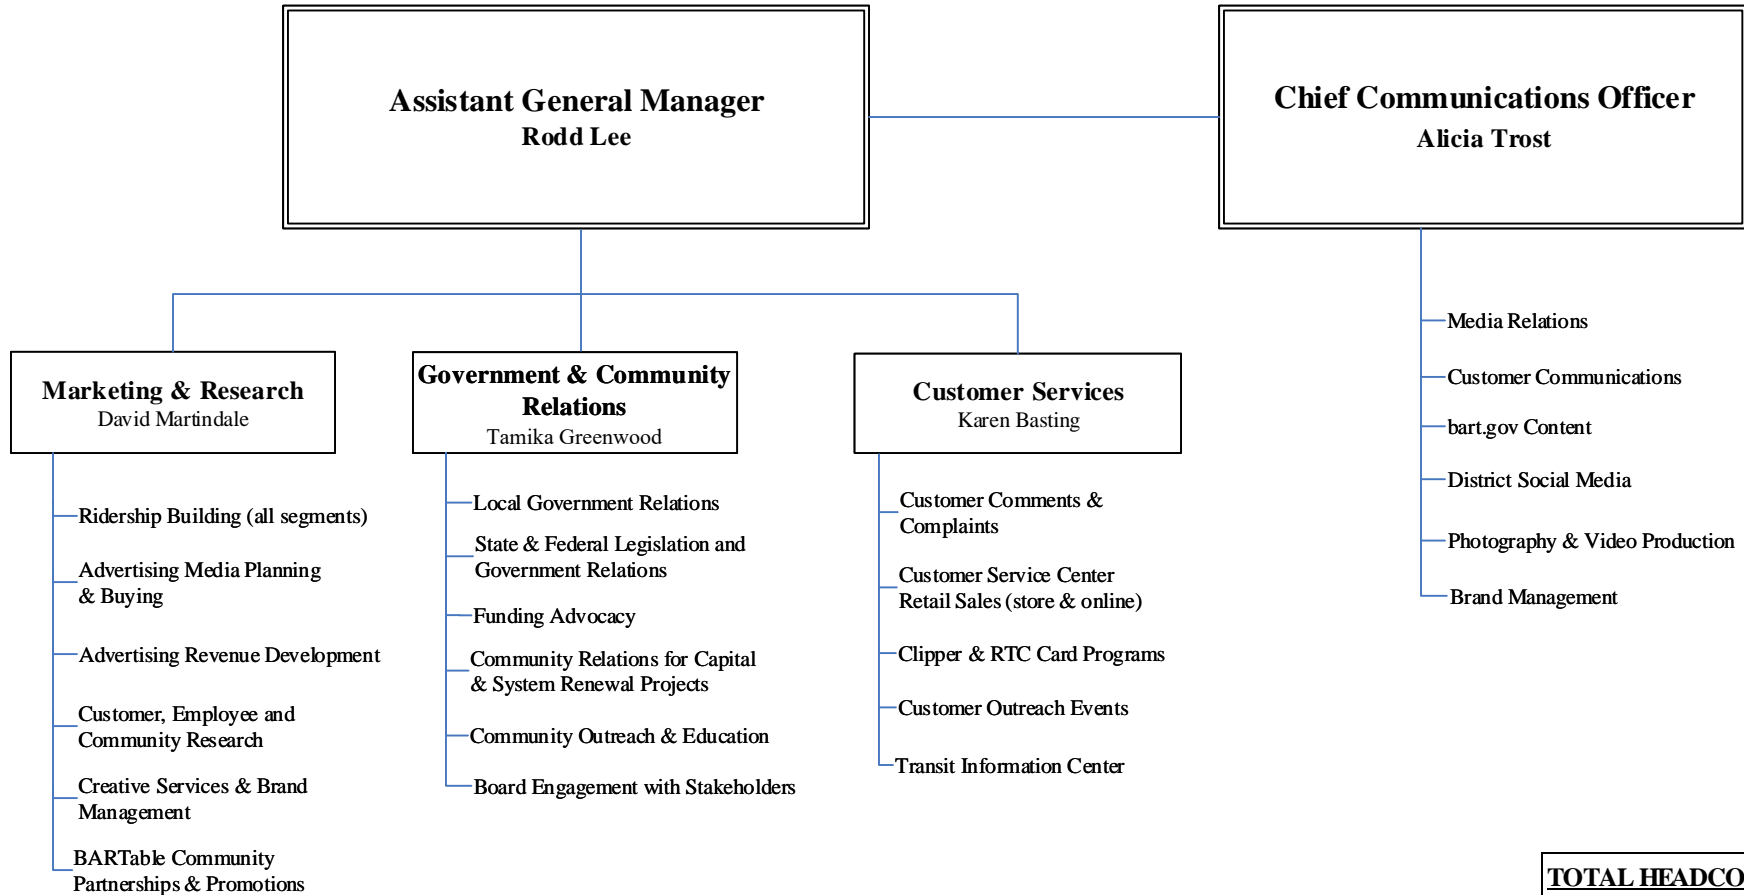 Assistant General Manager
Rodd Lee
Chief Communications Officer
Alicia Trost
Marketing & Research
David Martindale
Ridership Building (all segments)
Advertising Media Planning
& Buying
Advertising Revenue Development
Customer, Employee and
Community Research
Creative Services & Brand
Management
BARTable Community
Partnerships & Promotions
Government & Community
Relations
Tamika Greenwood
Local Government Relations
State & Federal Legislation and
Government Relations
Funding Advocacy
Community Relations for Capital
& System Renewal Projects
Community Outreach & Education
Board Engagement with Stakeholders
Customer Services
Karen Basting
Customer Comments &
Complaints
Customer Service Center
Retail Sales (store & online)
Clipper & RTC Card Programs
Customer Outreach Events
Transit Information Center
Media Relations
Customer Communications
bart.gov Content
District Social Media
Photography & Video Production
Brand Management
TOTAL